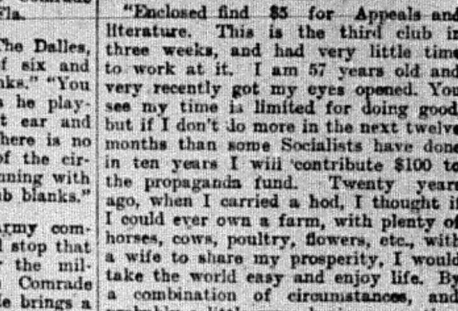 Fla.
The Dalles,
f six and
nks." "You
s he play-
t ear and
here is no
of the cir-
nning with
b blanks."
Army com-
l stop that
r the mil-
Comrade
le brings a
"Enclosed find $5 for Appeals and
literature. This is the third club in
three weeks, and had very little time
to work at it. I am 57 years old and
very recently got my eyes opened. You
see my time is limited for doing good
but if I don't do more in the next twelve
months than some Socialists have done
in ten years I will contribute $100 to
the propaganda fund. Twenty years
ago, when I carried a hod, I thought if
I could ever own a farm, with plenty of
horses, cows, poultry, flowers, etc., with
a wife to share my prosperity, I would
take the world easy and enjoy life. By
a combination of circumstances, and